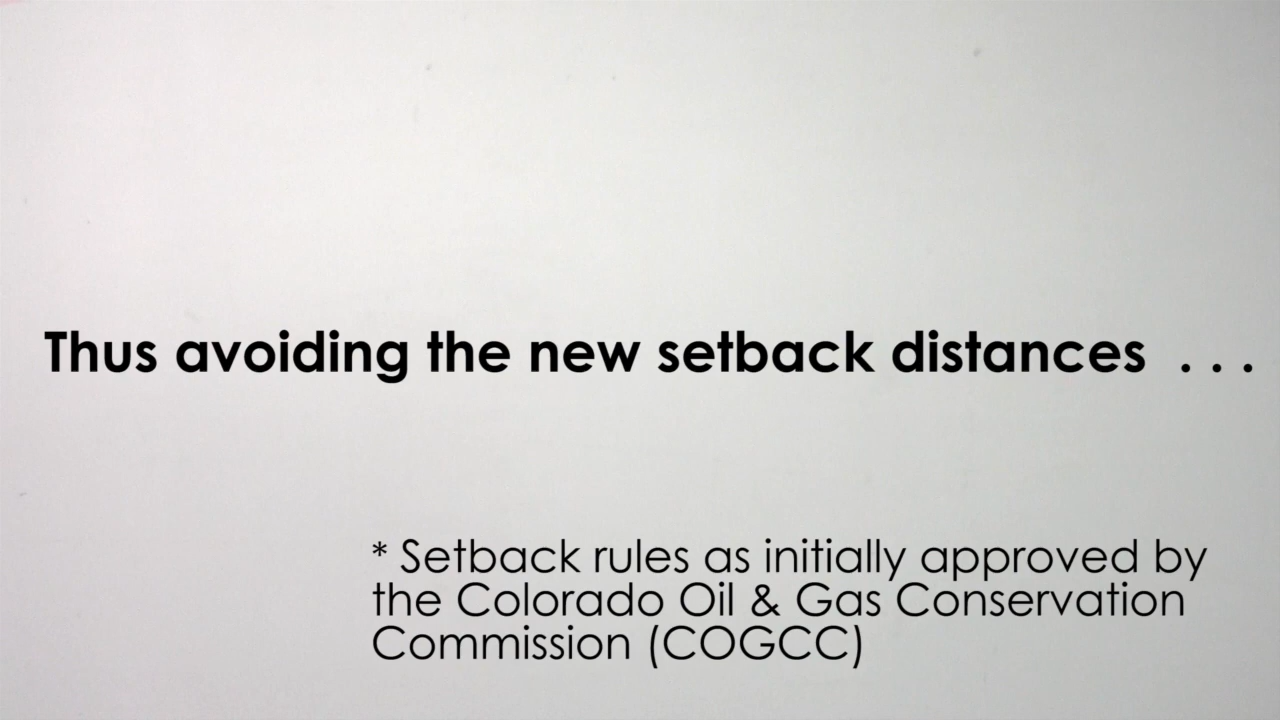 Thus avoiding the new setback distances . . .
* Setback rules as initially approved by
the Colorado Oil & Gas Conservation
Commission (COGCC)